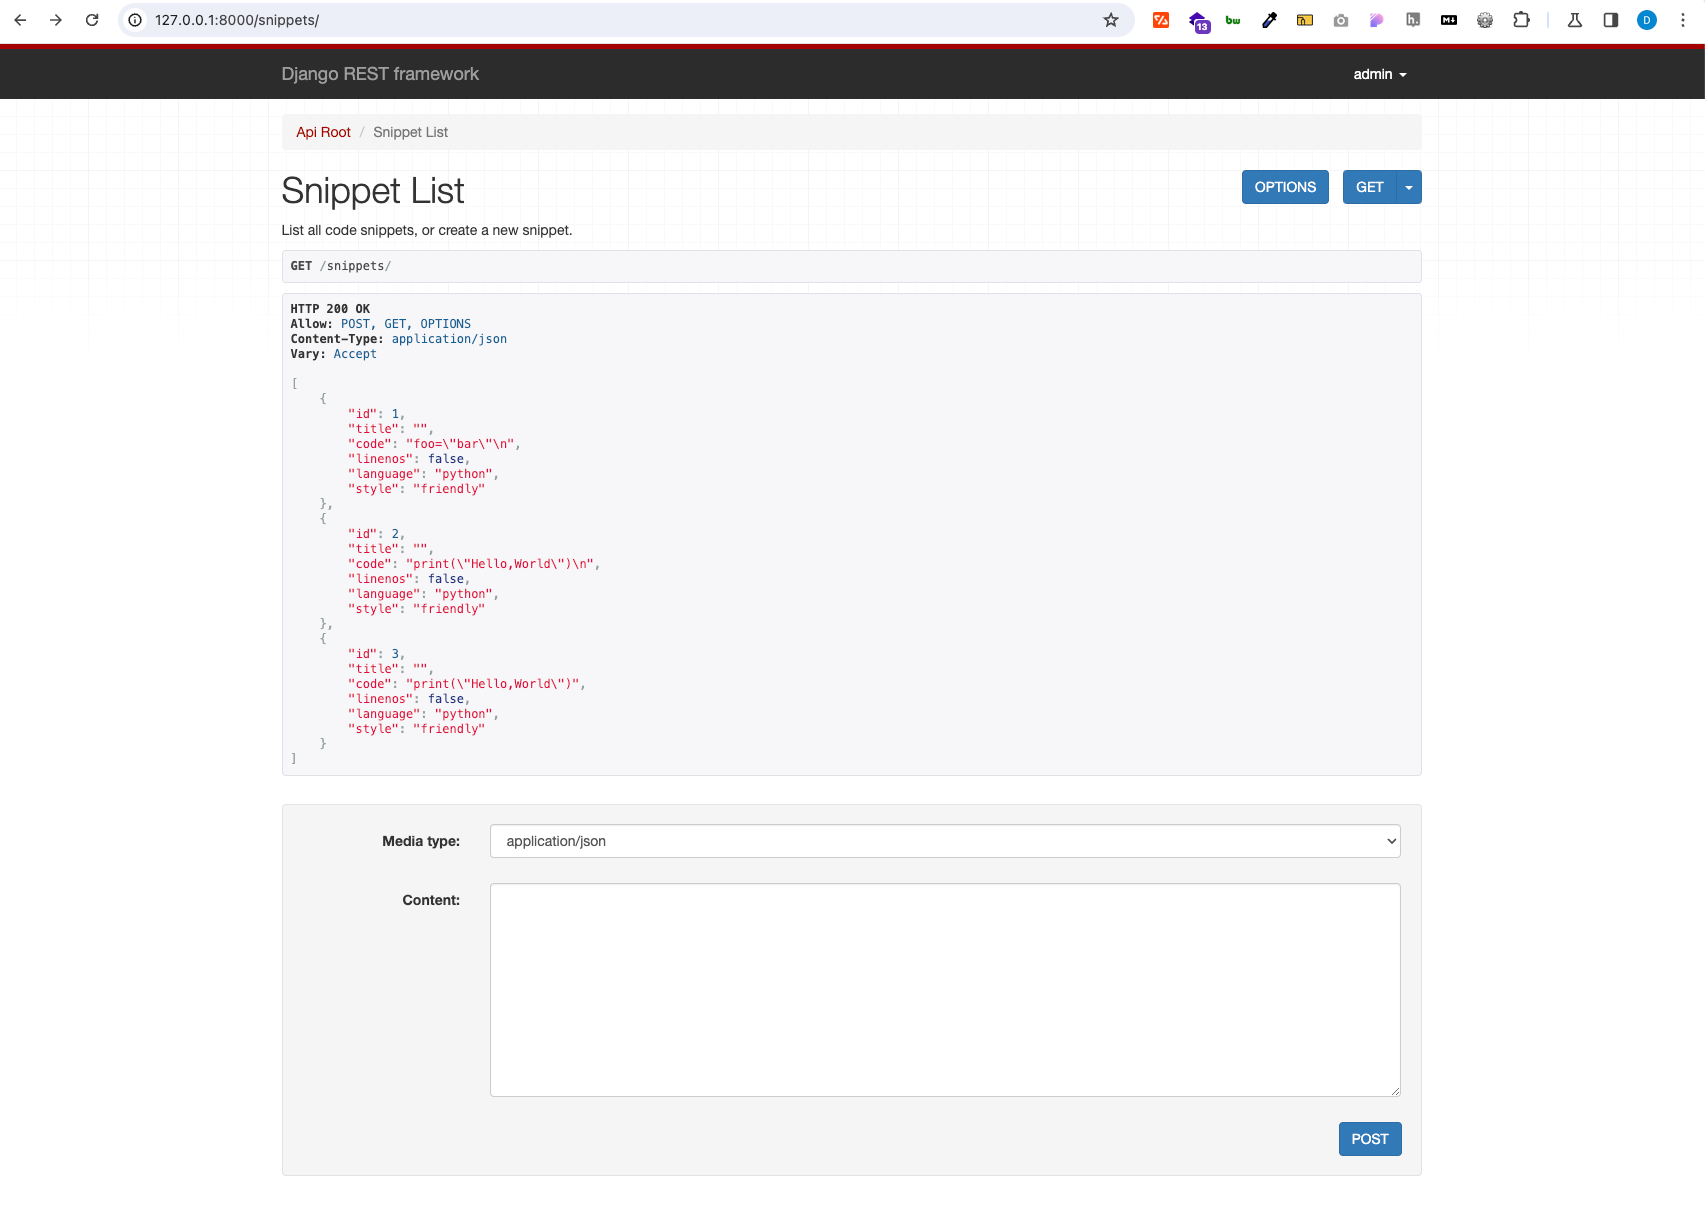 127.0.0.1:8000/snippets/
13
bw
h.
M
D
Django REST framework
admin
Api Root / Snippet List
Snippet List
OPTIONS
GET
List all code snippets, or create a new snippet.
GET /snippets/
HTTP 200 OK
Allow: POST, GET, OPTIONS
Content-Type: application/json
Vary: Accept
[
    {
        "id": 1,
        "title": "",
        "code": "foo=\"bar\"\n",
        "linenos": false,
        "language": "python",
        "style": "friendly"
    },
    {
        "id": 2,
        "title": "",
        "code": "print(\"Hello,World\")\n",
        "linenos": false,
        "language": "python",
        "style": "friendly"
    },
    {
        "id": 3,
        "title": "",
        "code": "print(\"Hello,World\")",
        "linenos": false,
        "language": "python",
        "style": "friendly"
    }
]
Media type:
application/json
Content:
POST